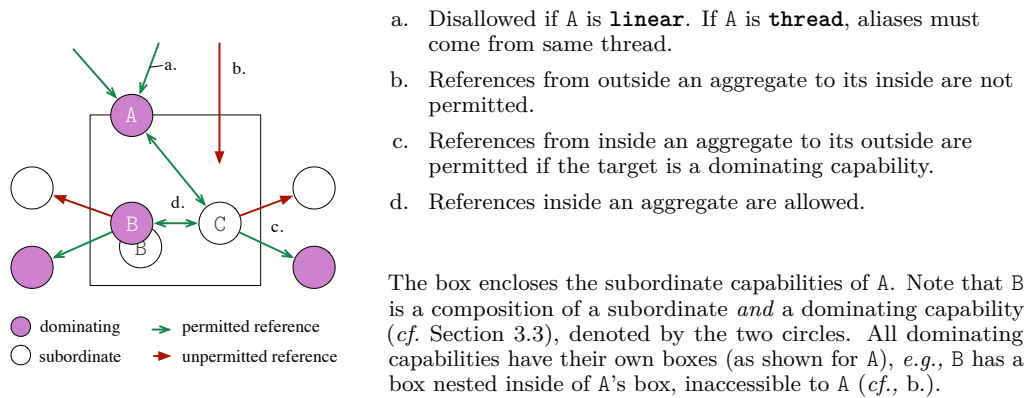 a.
b.
A
d.
B
C
B
c.
dominating
permitted reference
subordinate
unpermitted reference
a. Disallowed if A is linear. If A is thread, aliases must
come from same thread.
b. References from outside an aggregate to its inside are not
permitted.
c. References from inside an aggregate to its outside are
permitted if the target is a dominating capability.
d. References inside an aggregate are allowed.
The box encloses the subordinate capabilities of A. Note that B
is a composition of a subordinate and a dominating capability
(cf. Section 3.3), denoted by the two circles. All dominating
capabilities have their own boxes (as shown for A), e.g., B has a
box nested inside of A's box, inaccessible to A (cf., b.).